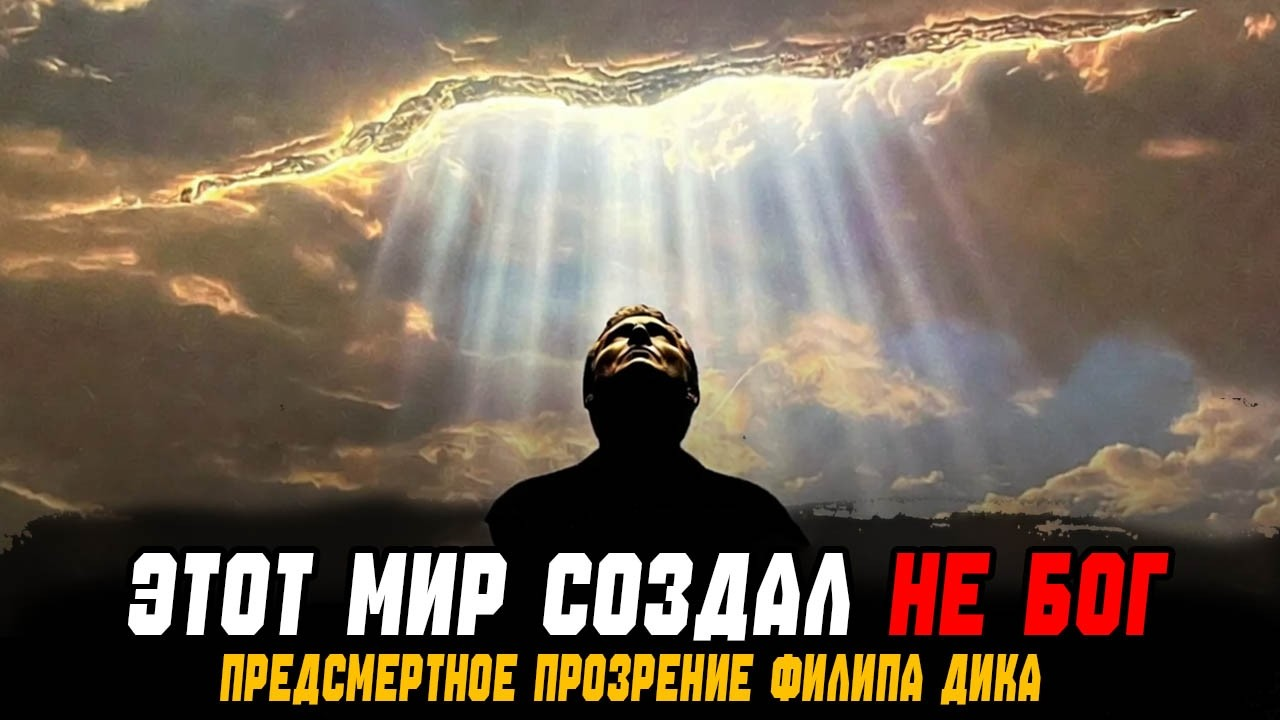 ЭТОТ МИР СОЗДАЛ НЕ БОГ
ПРЕДСМЕРТНОЕ ПРОЗРЕНИЕ ФИЛИПА ДИКА